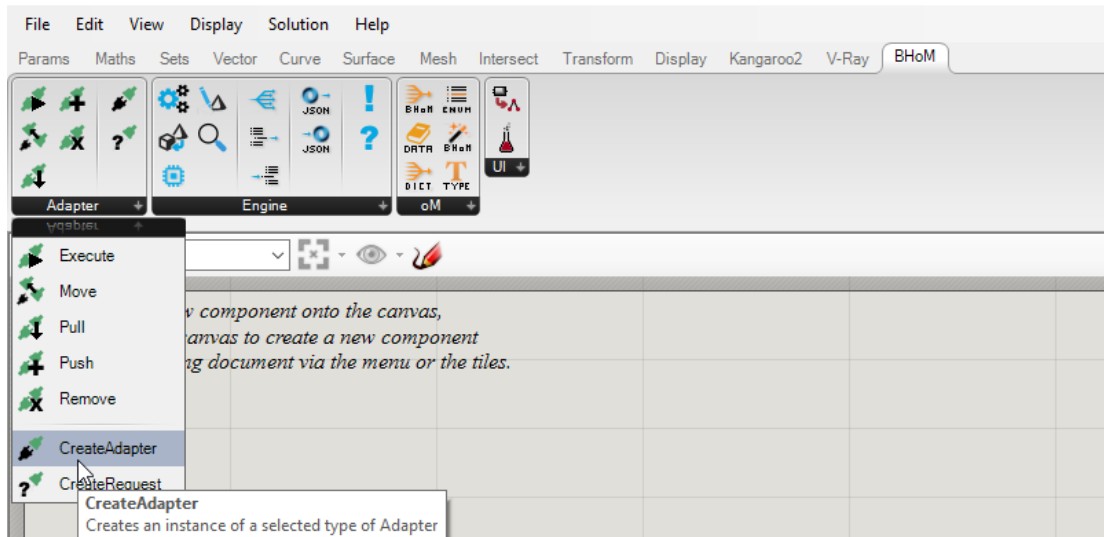 File Edit View Display Solution Help
Params Maths Sets Vector Curve Surface Mesh Intersect Transform Display Kangaroo2 V-Ray BHoM
JSON BHoM ENUM
JSON DATA BHoM
DICT TYPE UI
Adapter Engine oM
Adapter
Execute
Move
Pull
Push
Remove
CreateAdapter
CreateRequest
w component onto the canvas,
canvas to create a new component
ng document via the menu or the tiles.
CreateAdapter
Creates an instance of a selected type of Adapter